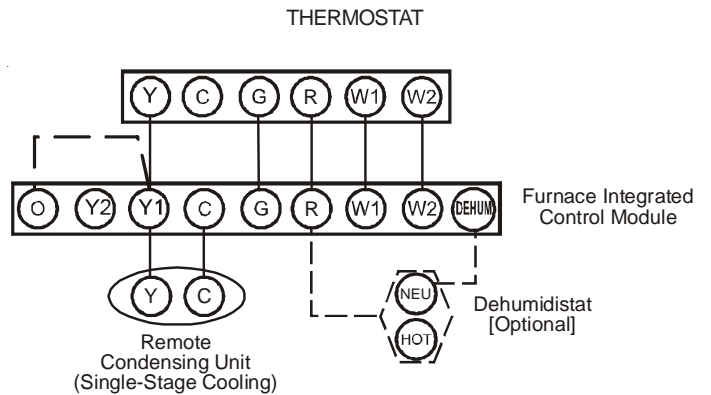 THERMOSTAT
Y C G R W1 W2
O Y2 Y1 C G R W1 W2 DEHUM
Furnace Integrated
Control Module
Y C
NEU
HOT
Dehumidistat
[Optional]
Remote
Condensing Unit
(Single-Stage Cooling)